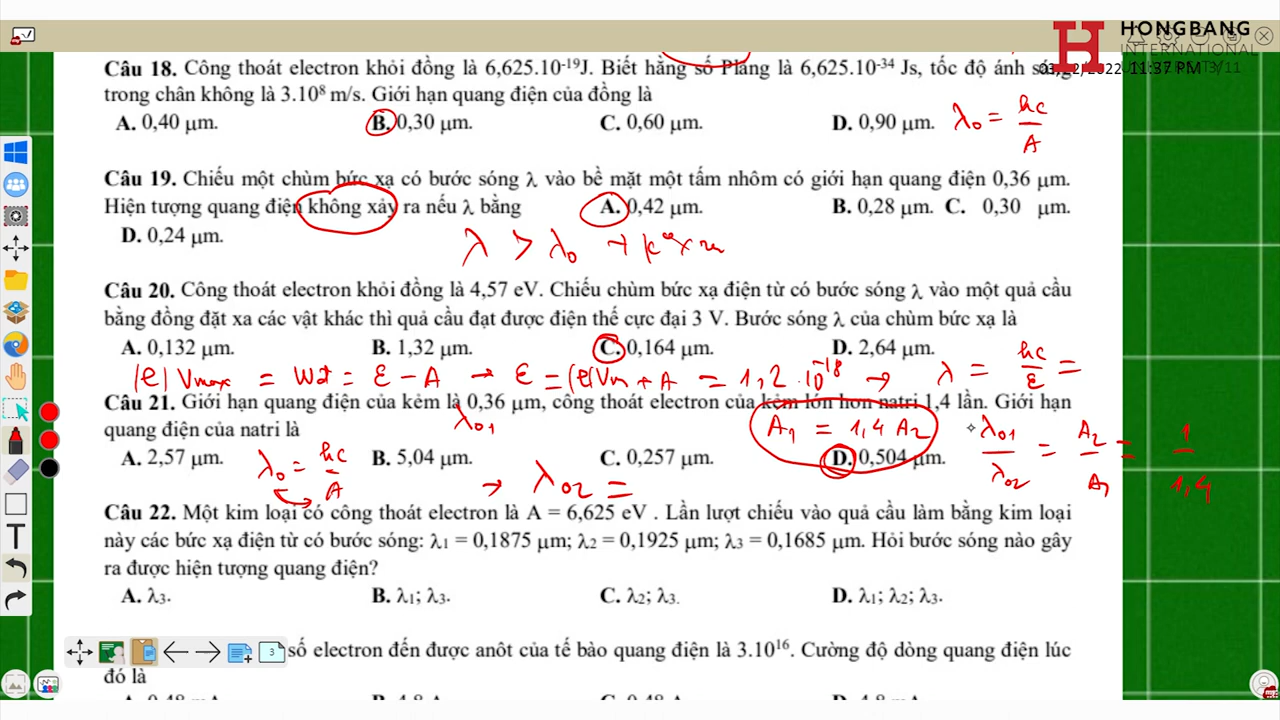 HONGBANG
INTERNATIONAL
UNIVERSITY
11:37 PM 3/11
Câu 18. Công thoát electron khỏi đồng là 6,625.10⁻¹⁹J. Biết hằng số Plăng là 6,625.10⁻³⁴ Js, tốc độ ánh
trong chân không là 3.10⁸ m/s. Giới hạn quang điện của đồng là
A. 0,40 μm. B. 0,30 μm. C. 0,60 μm. D. 0,90 μm. λ₀ = hc/A
Câu 19. Chiếu một chùm bức xạ có bước sóng λ vào bề mặt một tấm nhôm có giới hạn quang điện 0,36 μm.
Hiện tượng quang điện không xảy ra nếu λ bằng A. 0,42 μm. B. 0,28 μm. C. 0,30 μm.
D. 0,24 μm.
λ > λ₀
Câu 20. Công thoát electron khỏi đồng là 4,57 eV. Chiếu chùm bức xạ điện từ có bước sóng λ vào một quả cầu
bằng đồng đặt xa các vật khác thì quả cầu đạt được điện thế cực đại 3 V. Bước sóng λ của chùm bức xạ là
A. 0,132 μm. B. 1,32 μm. C. 0,164 μm. D. 2,64 μm.
|e| Vmax = Wđ = ε - A → ε = |e|Vm + A = 1,2.10⁻¹⁸ → λ = hc/ε =
Câu 21. Giới hạn quang điện của kẽm là 0,36 μm, công thoát electron của kẽm lớn hơn natri 1,4 lần. Giới hạn
λ₀₁
quang điện của natri là A₁ = 1,4 A₂ λ₀₁/λ₀₂ = A₂/A₁ = 1/1,4
A. 2,57 μm. B. 5,04 μm. C. 0,257 μm. D. 0,504 μm.
λ₀ = hc/A → λ₀₂ =
Câu 22. Một kim loại có công thoát electron là A = 6,625 eV . Lần lượt chiếu vào quả cầu làm bằng kim loại
này các bức xạ điện từ có bước sóng: λ₁ = 0,1875 μm; λ₂ = 0,1925 μm; λ₃ = 0,1685 μm. Hỏi bước sóng nào gây
ra được hiện tượng quang điện?
A. λ₃. B. λ₁; λ₃. C. λ₂; λ₃. D. λ₁; λ₂; λ₃.
3 số electron đến được anôt của tế bào quang điện là 3.10¹⁶. Cường độ dòng quang điện lúc
đó là